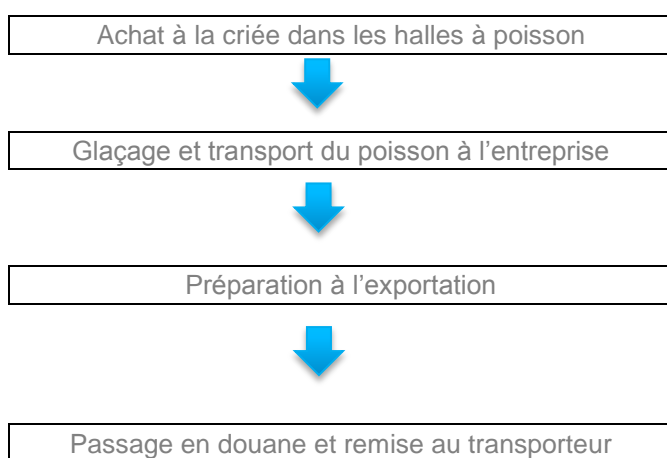 Achat à la criée dans les halles à poisson
Glaçage et transport du poisson à l’entreprise
Préparation à l’exportation
Passage en douane et remise au transporteur